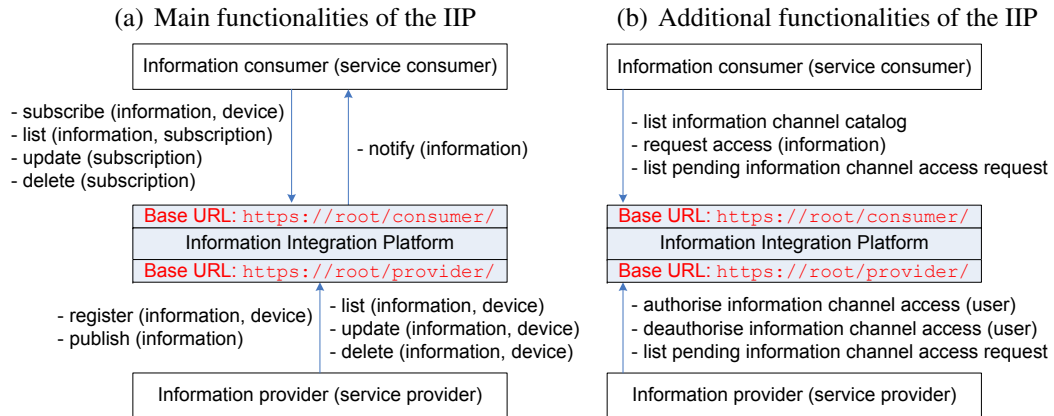 (a) Main functionalities of the IIP
Information consumer (service consumer)
- subscribe (information, device)
- list (information, subscription)
- update (subscription)
- delete (subscription)
- notify (information)
Base URL: https://root/consumer/
Information Integration Platform
Base URL: https://root/provider/
- register (information, device)
- publish (information)
- list (information, device)
- update (information, device)
- delete (information, device)
Information provider (service provider)
(b) Additional functionalities of the IIP
Information consumer (service consumer)
- list information channel catalog
- request access (information)
- list pending information channel access request
Base URL: https://root/consumer/
Information Integration Platform
Base URL: https://root/provider/
- authorise information channel access (user)
- deauthorise information channel access (user)
- list pending information channel access request
Information provider (service provider)